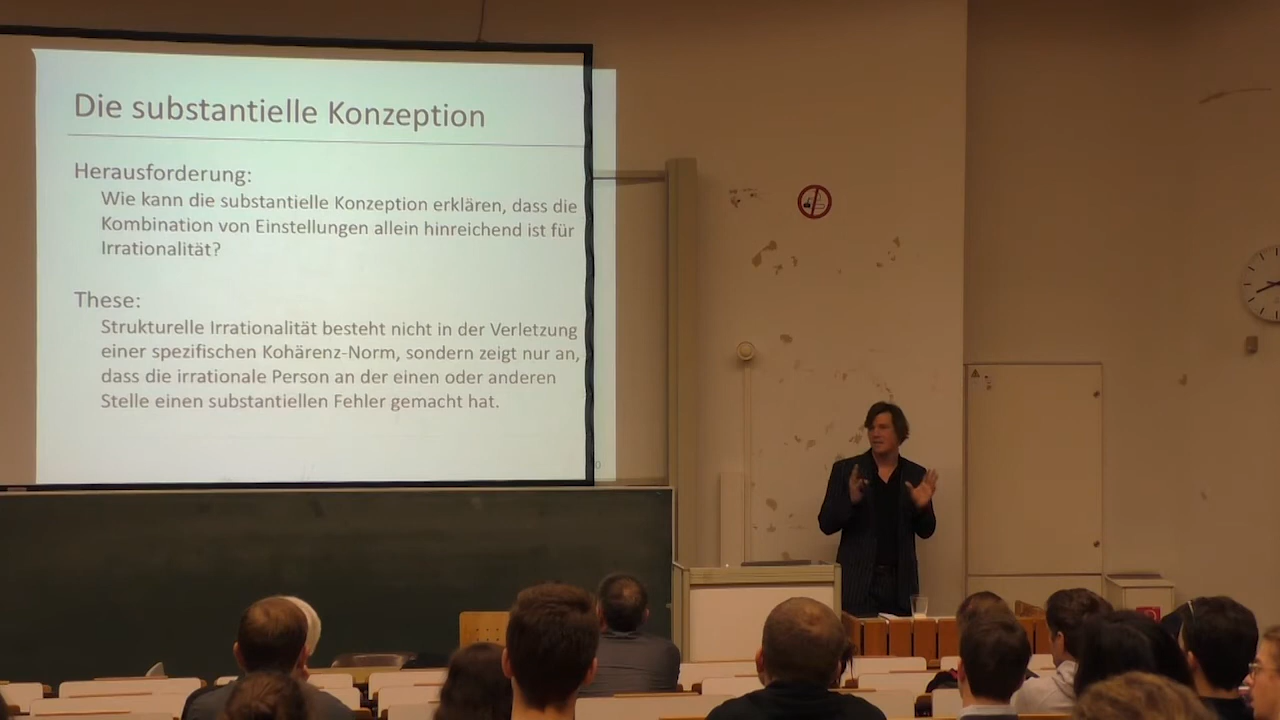 Die substantielle Konzeption
Herausforderung:
Wie kann die substantielle Konzeption erklären, dass die
Kombination von Einstellungen allein hinreichend ist für
Irrationalität?
These:
Strukturelle Irrationalität besteht nicht in der Verletzung
einer spezifischen Kohärenz-Norm, sondern zeigt nur an,
dass die irrationale Person an der einen oder anderen
Stelle einen substantiellen Fehler gemacht hat.